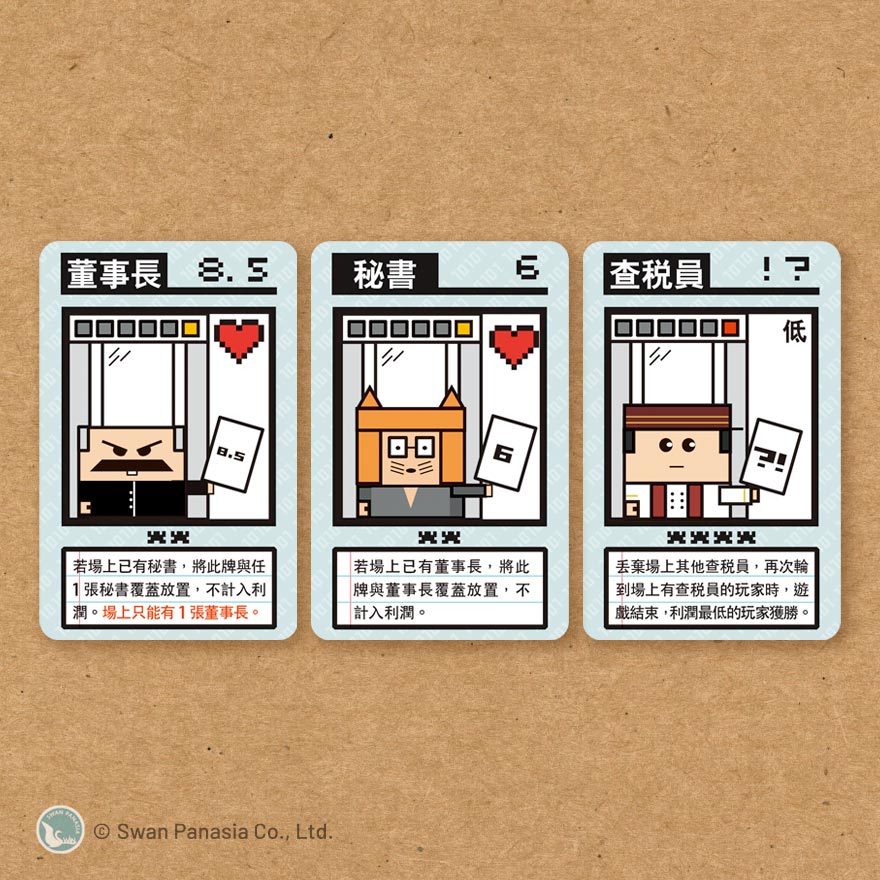 董事長 8.5
8.5
若場上已有秘書，將此牌與任
1張秘書覆蓋放置，不計入利
潤。場上只能有1張董事長。
秘書 6
6
若場上已有董事長，將此
牌與董事長覆蓋放置，不
計入利潤。
查税員 !?
低
?!
丟棄場上其他查税員，再次輪
到場上有查税員的玩家時，遊
戲結束，利潤最低的玩家獲勝。
SWAN PANASIA
© Swan Panasia Co., Ltd.